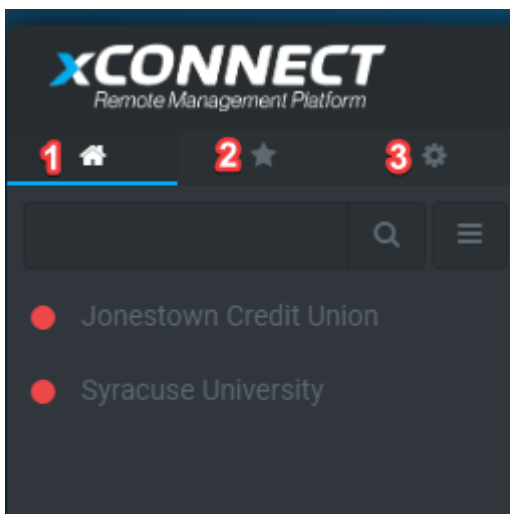 xCONNECT
Remote Management Platform
1 2 3
Jonestown Credit Union
Syracuse University